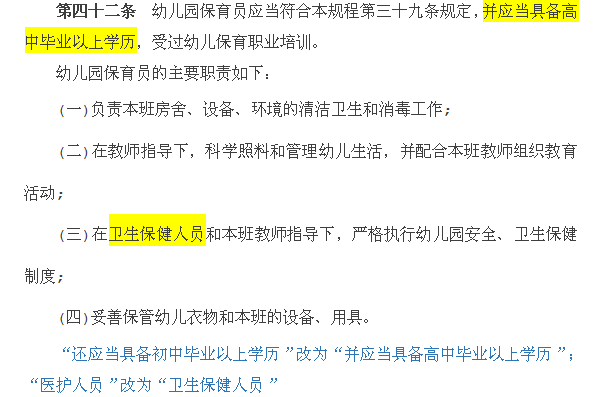 第四十二条　幼儿园保育员应当符合本规程第三十九条规定,并应当具备高
中毕业以上学历，受过幼儿保育职业培训。
幼儿园保育员的主要职责如下：
(一)负责本班房舍、设备、环境的清洁卫生和消毒工作；
(二)在教师指导下，科学照料和管理幼儿生活，并配合本班教师组织教育
活动；
(三)在卫生保健人员和本班教师指导下，严格执行幼儿园安全、卫生保健
制度；
(四)妥善保管幼儿衣物和本班的设备、用具。
“还应当具备初中毕业以上学历 ”改为“并应当具备高中毕业以上学历 ”；
“医护人员 ”改为“卫生保健人员 ”